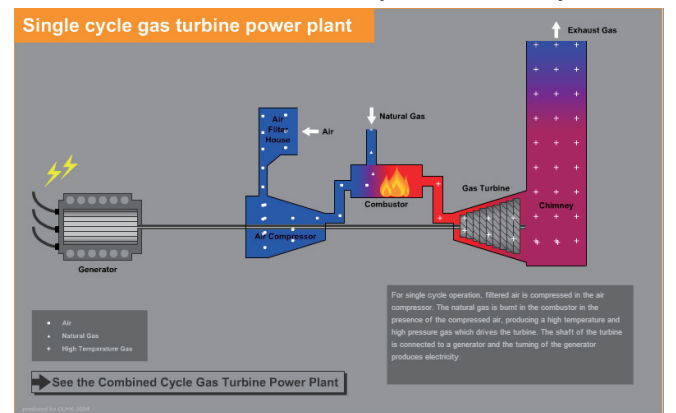 Single cycle gas turbine power plant
Exhaust Gas
Natural Gas
Air
Filter
House
Air
Gas Turbine
Combustor
Chimney
Air Compressor
Generator
For single cycle operation, filtered air is compressed in the air
compressor. The natural gas is burnt in the combustor in the
presence of the compressed air, producing a high temperature and
high pressure gas which drives the turbine. The shaft of the turbine
is connected to a generator and the turning of the generator
produces electricity.
Air
Natural Gas
High Temperature Gas
See the Combined Cycle Gas Turbine Power Plant
produced by
2004